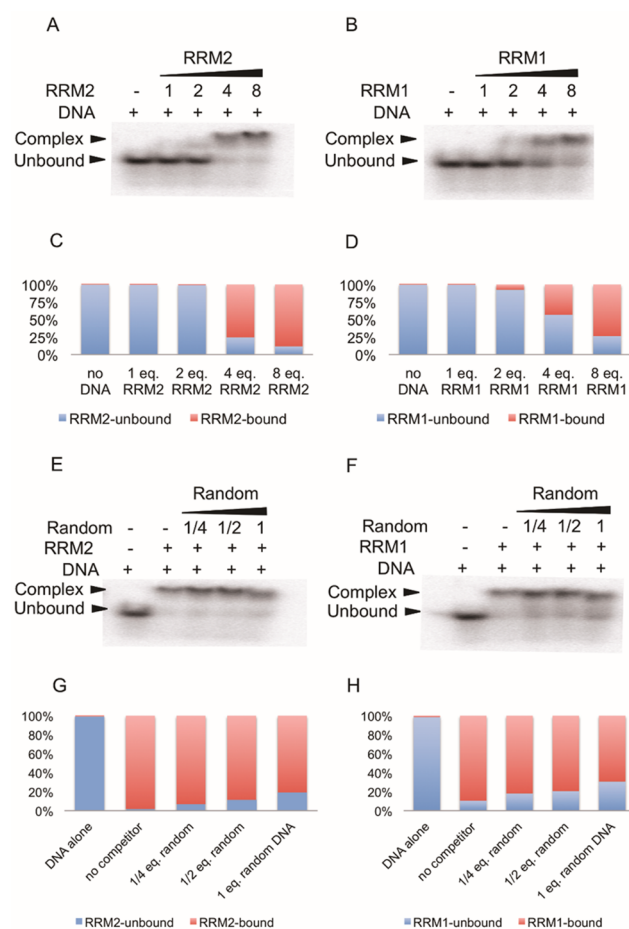 A
RRM2
RRM2 - 1 2 4 8
DNA + + + + +
Complex
Unbound
B
RRM1
RRM1 - 1 2 4 8
DNA + + + + +
Complex
Unbound
C
100%
75%
50%
25%
0%
no DNA
1 eq. RRM2
2 eq. RRM2
4 eq. RRM2
8 eq. RRM2
RRM2-unbound RRM2-bound
D
100%
75%
50%
25%
0%
no DNA
1 eq. RRM1
2 eq. RRM1
4 eq. RRM1
8 eq. RRM1
RRM1-unbound RRM1-bound
E
Random
Random - - 1/4 1/2 1
RRM2 - + + + +
DNA + + + + +
Complex
Unbound
F
Random
Random - - 1/4 1/2 1
RRM1 - + + + +
DNA + + + + +
Complex
Unbound
G
100%
80%
60%
40%
20%
0%
DNA alone
no competitor
1/4 eq. random
1/2 eq. random
1 eq. random DNA
RRM2-unbound RRM2-bound
H
100%
80%
60%
40%
20%
0%
DNA alone
no competitor
1/4 eq. random
1/2 eq. random
1 eq. random DNA
RRM1-unbound RRM1-bound